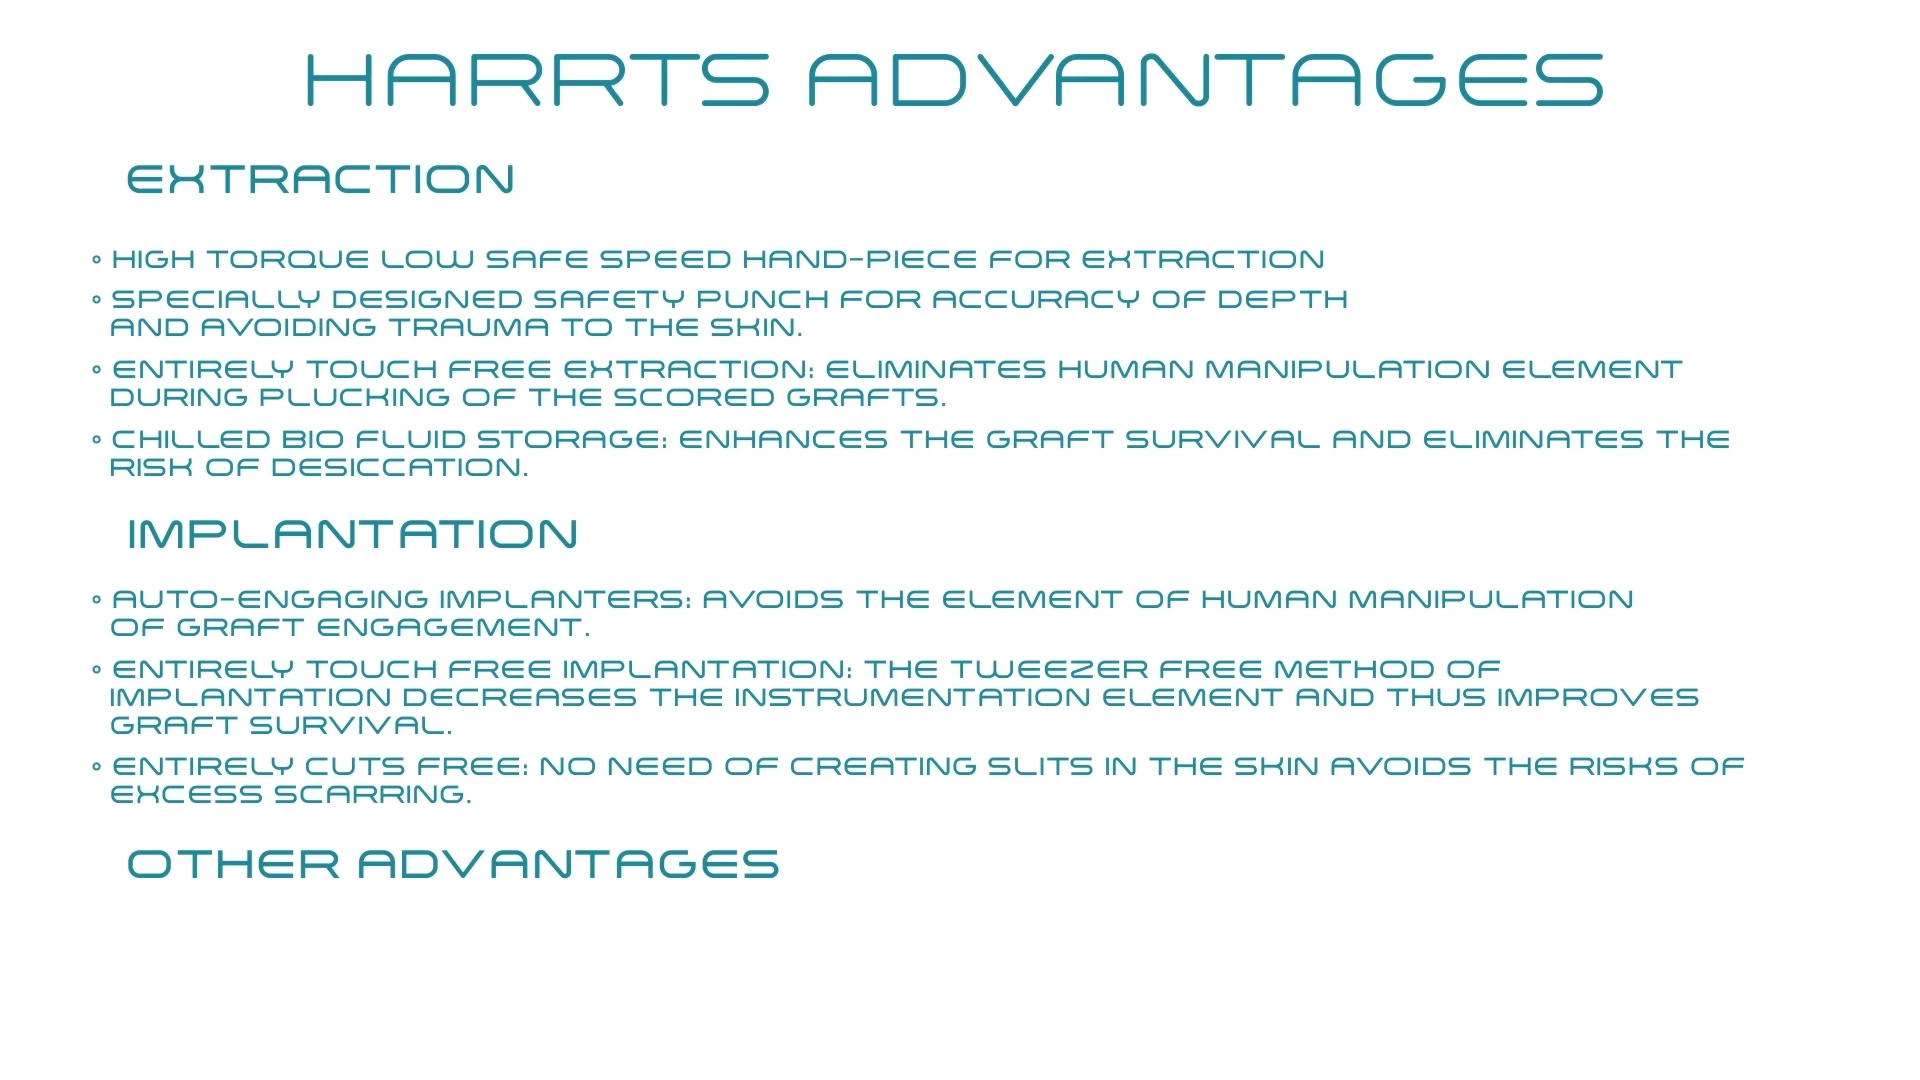 HARRTS ADVANTAGES
EXTRACTION
◦ HIGH TORQUE LOW SAFE SPEED HAND-PIECE FOR EXTRACTION
◦ SPECIALLY DESIGNED SAFETY PUNCH FOR ACCURACY OF DEPTH
AND AVOIDING TRAUMA TO THE SKIN.
◦ ENTIRELY TOUCH FREE EXTRACTION: ELIMINATES HUMAN MANIPULATION ELEMENT
DURING PLUCKING OF THE SCORED GRAFTS.
◦ CHILLED BIO FLUID STORAGE: ENHANCES THE GRAFT SURVIVAL AND ELIMINATES THE
RISK OF DESICCATION.
IMPLANTATION
◦ AUTO-ENGAGING IMPLANTERS: AVOIDS THE ELEMENT OF HUMAN MANIPULATION
OF GRAFT ENGAGEMENT.
◦ ENTIRELY TOUCH FREE IMPLANTATION: THE TWEEZER FREE METHOD OF
IMPLANTATION DECREASES THE INSTRUMENTATION ELEMENT AND THUS IMPROVES
GRAFT SURVIVAL.
◦ ENTIRELY CUTS FREE: NO NEED OF CREATING SLITS IN THE SKIN AVOIDS THE RISKS OF
EXCESS SCARRING.
OTHER ADVANTAGES